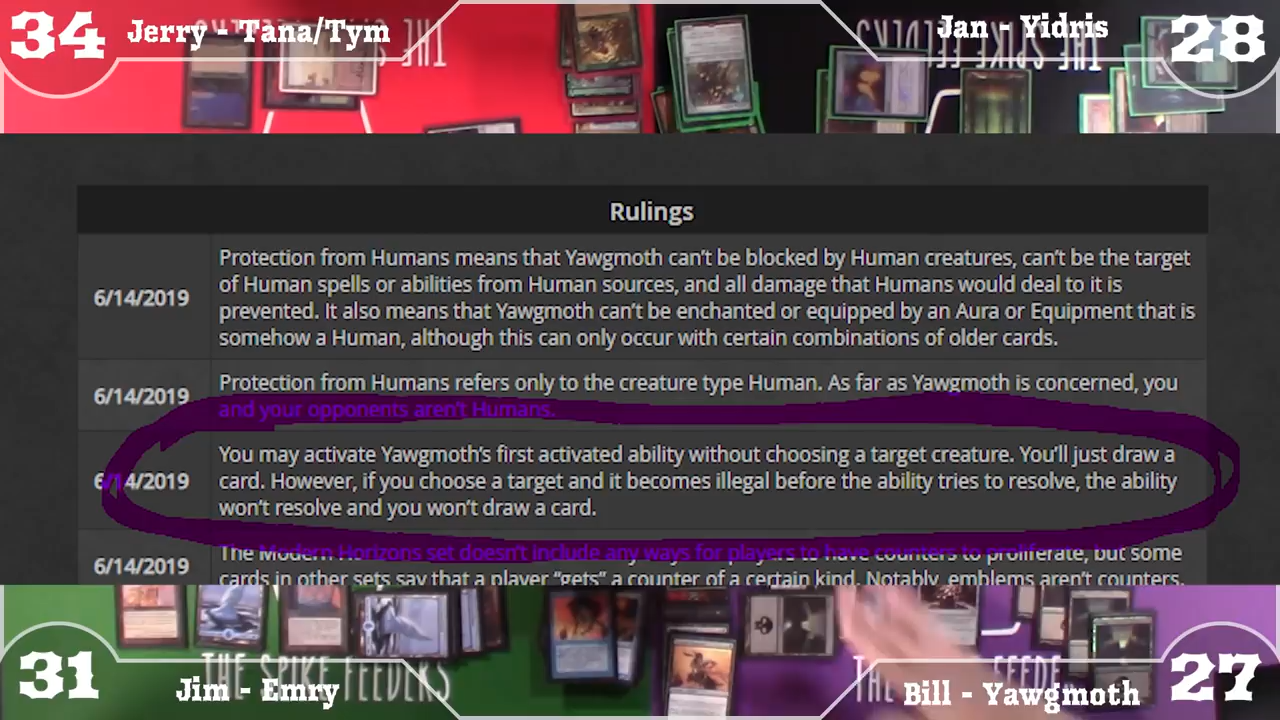 34
Jerry - Tana/Tym
THE S
Jan - Yidris
28
THE SPIKE FEEDERS
Rulings
6/14/2019
Protection from Humans means that Yawgmoth can't be blocked by Human creatures, can't be the target
of Human spells or abilities from Human sources, and all damage that Humans would deal to it is
prevented. It also means that Yawgmoth can't be enchanted or equipped by an Aura or Equipment that is
somehow a Human, although this can only occur with certain combinations of older cards.
6/14/2019
Protection from Humans refers only to the creature type Human. As far as Yawgmoth is concerned, you
and your opponents aren't Humans.
6/14/2019
You may activate Yawgmoth's first activated ability without choosing a target creature. You'll just draw a
card. However, if you choose a target and it becomes illegal before the ability tries to resolve, the ability
won't resolve and you won't draw a card.
6/14/2019
The Modern Horizons set doesn't include any ways for players to have counters to proliferate, but some
cards in other sets say that a player "gets" a counter of a certain kind. Notably, emblems aren't counters.
31
THE SPIKE FEEDERS
Jim - Emry
THE FEEDE
Bill - Yawgmoth
27